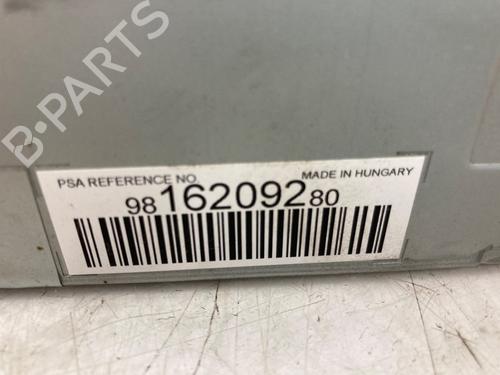 B-PARTS
PSA REFERENCE NO. MADE IN HUNGARY
9816209280